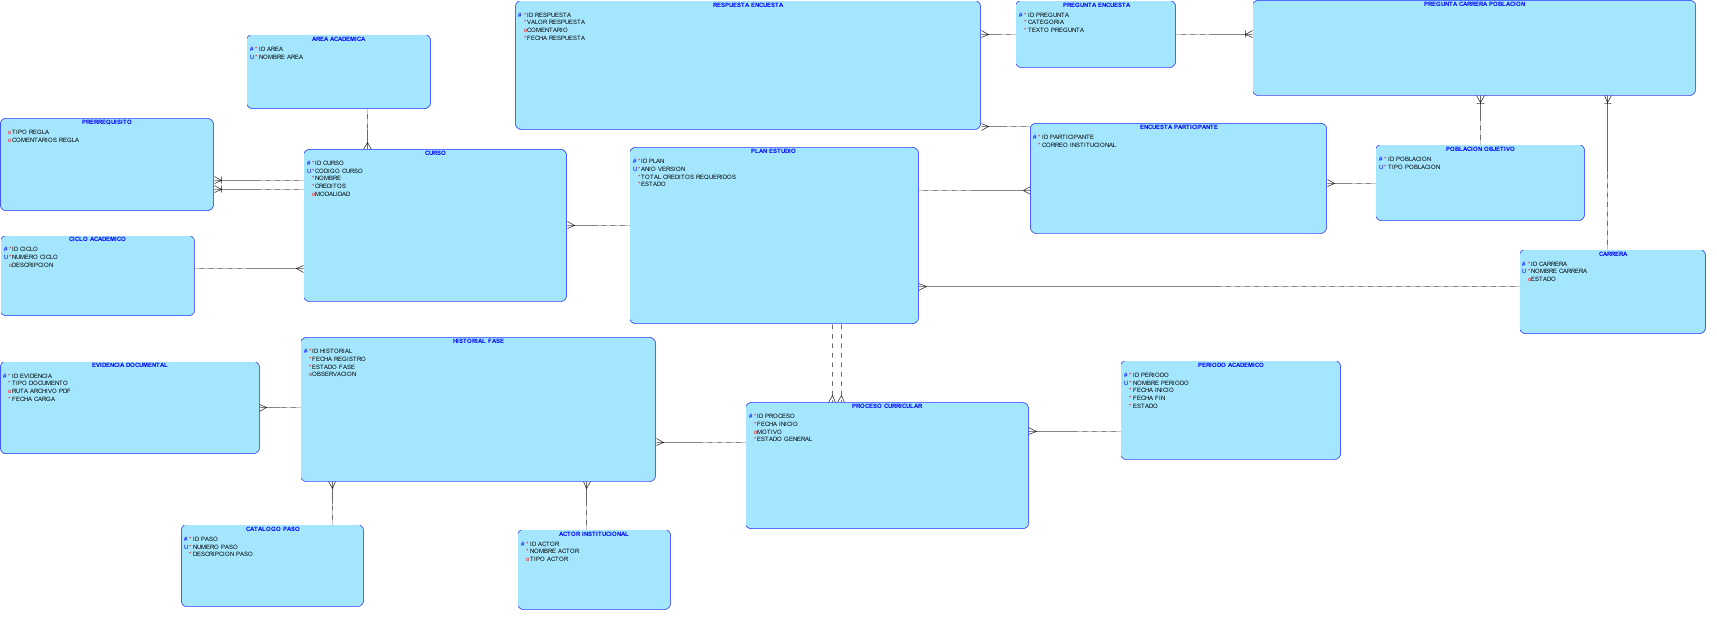 RESPUESTA ENCUESTA
# * ID RESPUESTA
* VALOR RESPUESTA
o COMENTARIO
* FECHA RESPUESTA
PREGUNTA ENCUESTA
# * ID PREGUNTA
* CATEGORIA
* TEXTO PREGUNTA
PREGUNTA CARRERA POBLACION
AREA ACADEMICA
# * ID AREA
U * NOMBRE AREA
PRERREQUISITO
o TIPO REGLA
o COMENTARIOS REGLA
CURSO
# * ID CURSO
U * CODIGO CURSO
* NOMBRE
* CREDITOS
o MODALIDAD
PLAN ESTUDIO
# * ID PLAN
U * ANIO VERSION
* TOTAL CREDITOS REQUERIDOS
* ESTADO
ENCUESTA PARTICIPANTE
# * ID PARTICIPANTE
* CORREO INSTITUCIONAL
POBLACION OBJETIVO
# * ID POBLACION
U * TIPO POBLACION
CICLO ACADEMICO
# * ID CICLO
U * NUMERO CICLO
o DESCRIPCION
CARRERA
# * ID CARRERA
U * NOMBRE CARRERA
o ESTADO
HISTORIAL FASE
# * ID HISTORIAL
* FECHA REGISTRO
* ESTADO FASE
o OBSERVACION
EVIDENCIA DOCUMENTAL
# * ID EVIDENCIA
* TIPO DOCUMENTO
o RUTA ARCHIVO PDF
* FECHA CARGA
PERIODO ACADEMICO
# * ID PERIODO
U * NOMBRE PERIODO
* FECHA INICIO
* FECHA FIN
* ESTADO
PROCESO CURRICULAR
# * ID PROCESO
* FECHA INICIO
o MOTIVO
* ESTADO GENERAL
CATALOGO PASO
# * ID PASO
U * NUMERO PASO
* DESCRIPCION PASO
ACTOR INSTITUCIONAL
# * ID ACTOR
* NOMBRE ACTOR
o TIPO ACTOR